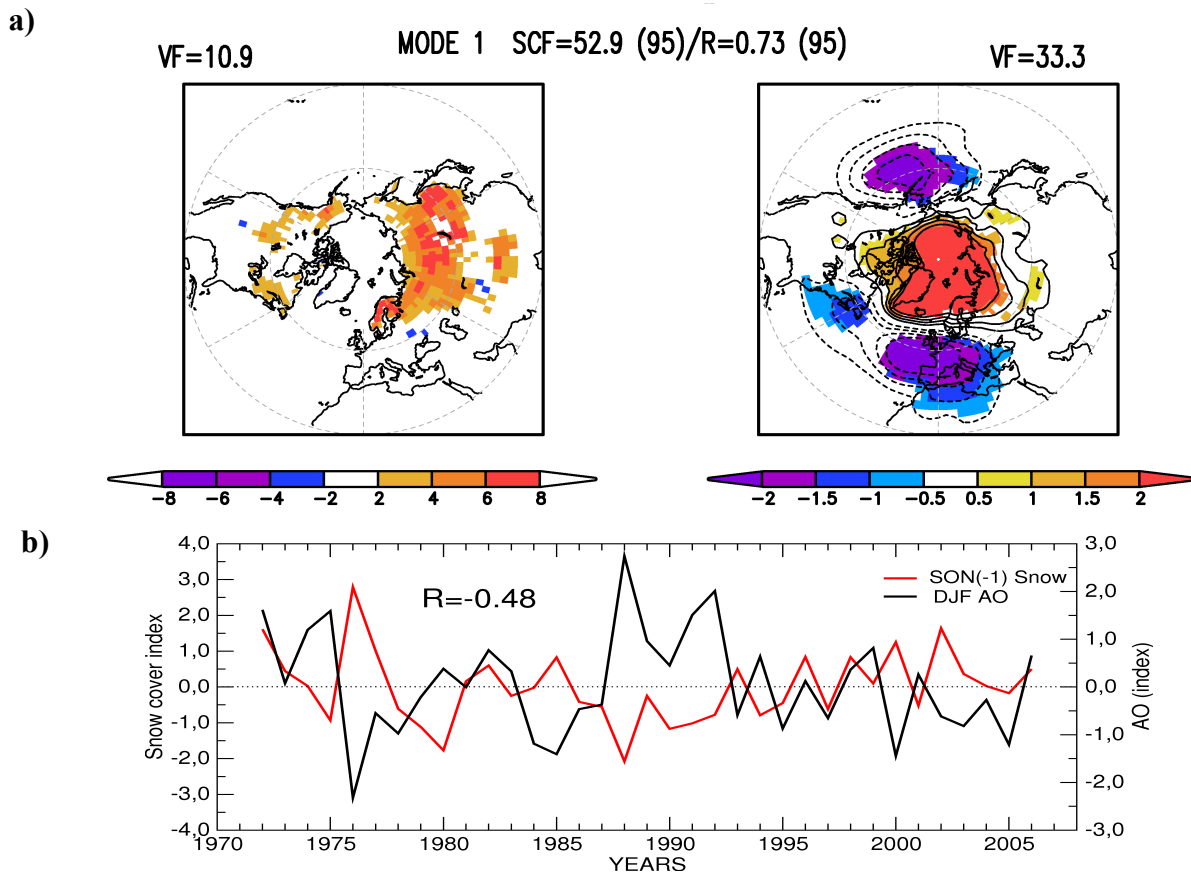 a)
MODE 1 SCF=52.9 (95)/R=0.73 (95)
VF=10.9
VF=33.3
-8 -6 -4 -2 2 4 6 8
-2 -1.5 -1 -0.5 0.5 1 1.5 2
b)
4,0
3,0
2,0
1,0
0,0
-1,0
-2,0
-3,0
-4,0
Snow cover index
R=-0.48
SON(-1) Snow
DJF AO
3,0
2,0
1,0
0,0
-1,0
-2,0
-3,0
AO (index)
1970 1975 1980 1985 1990 1995 2000 2005
YEARS